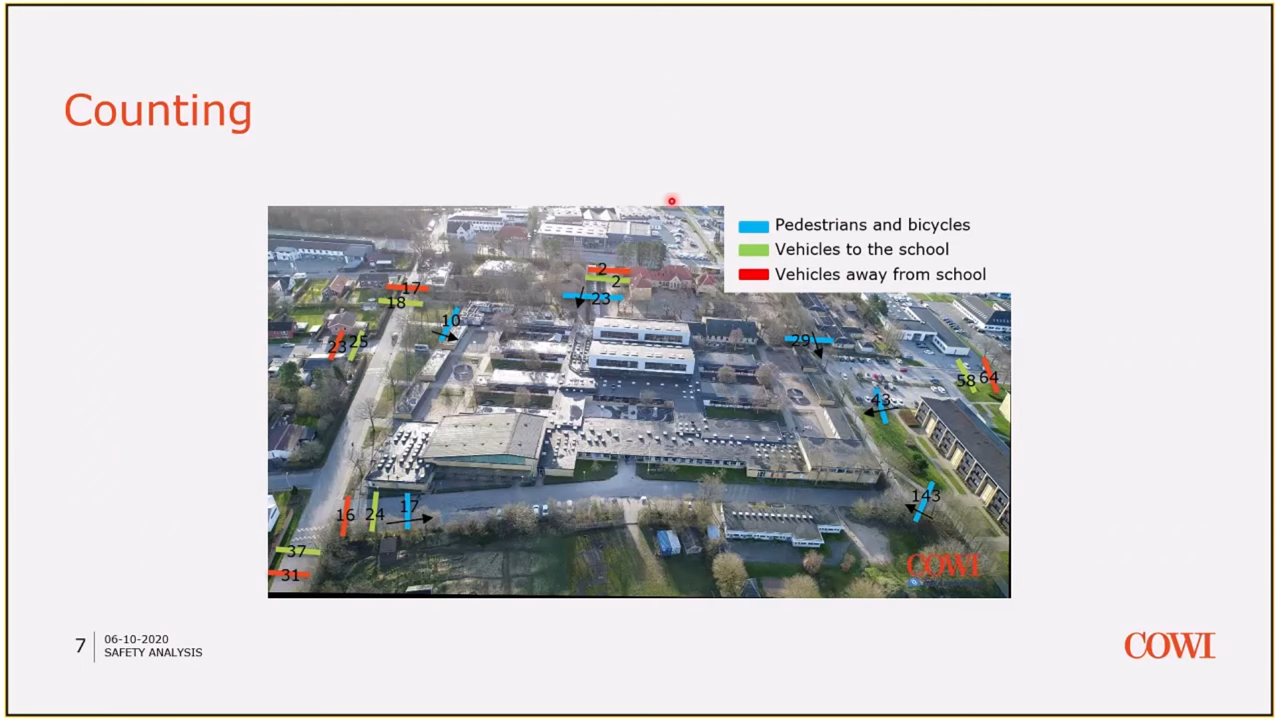 Counting
Pedestrians and bicycles
Vehicles to the school
Vehicles away from school
2
2
17
18
23
10
29
23 25
58 64
43
143
17
16 24
37
31
COWI
7
06-10-2020
SAFETY ANALYSIS
COWI